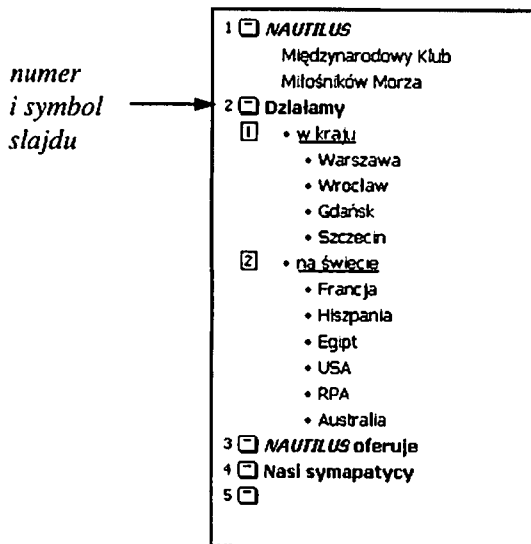 numer
i symbol
slajdu
1 NAUTILUS
Międzynarodowy Klub
Miłośników Morza
2 Działamy
1 • w kraju
• Warszawa
• Wrocław
• Gdańsk
• Szczecin
2 • na świecie
• Francja
• Hiszpania
• Egipt
• USA
• RPA
• Australia
3 NAUTILUS oferuje
4 Nasi symapatycy
5